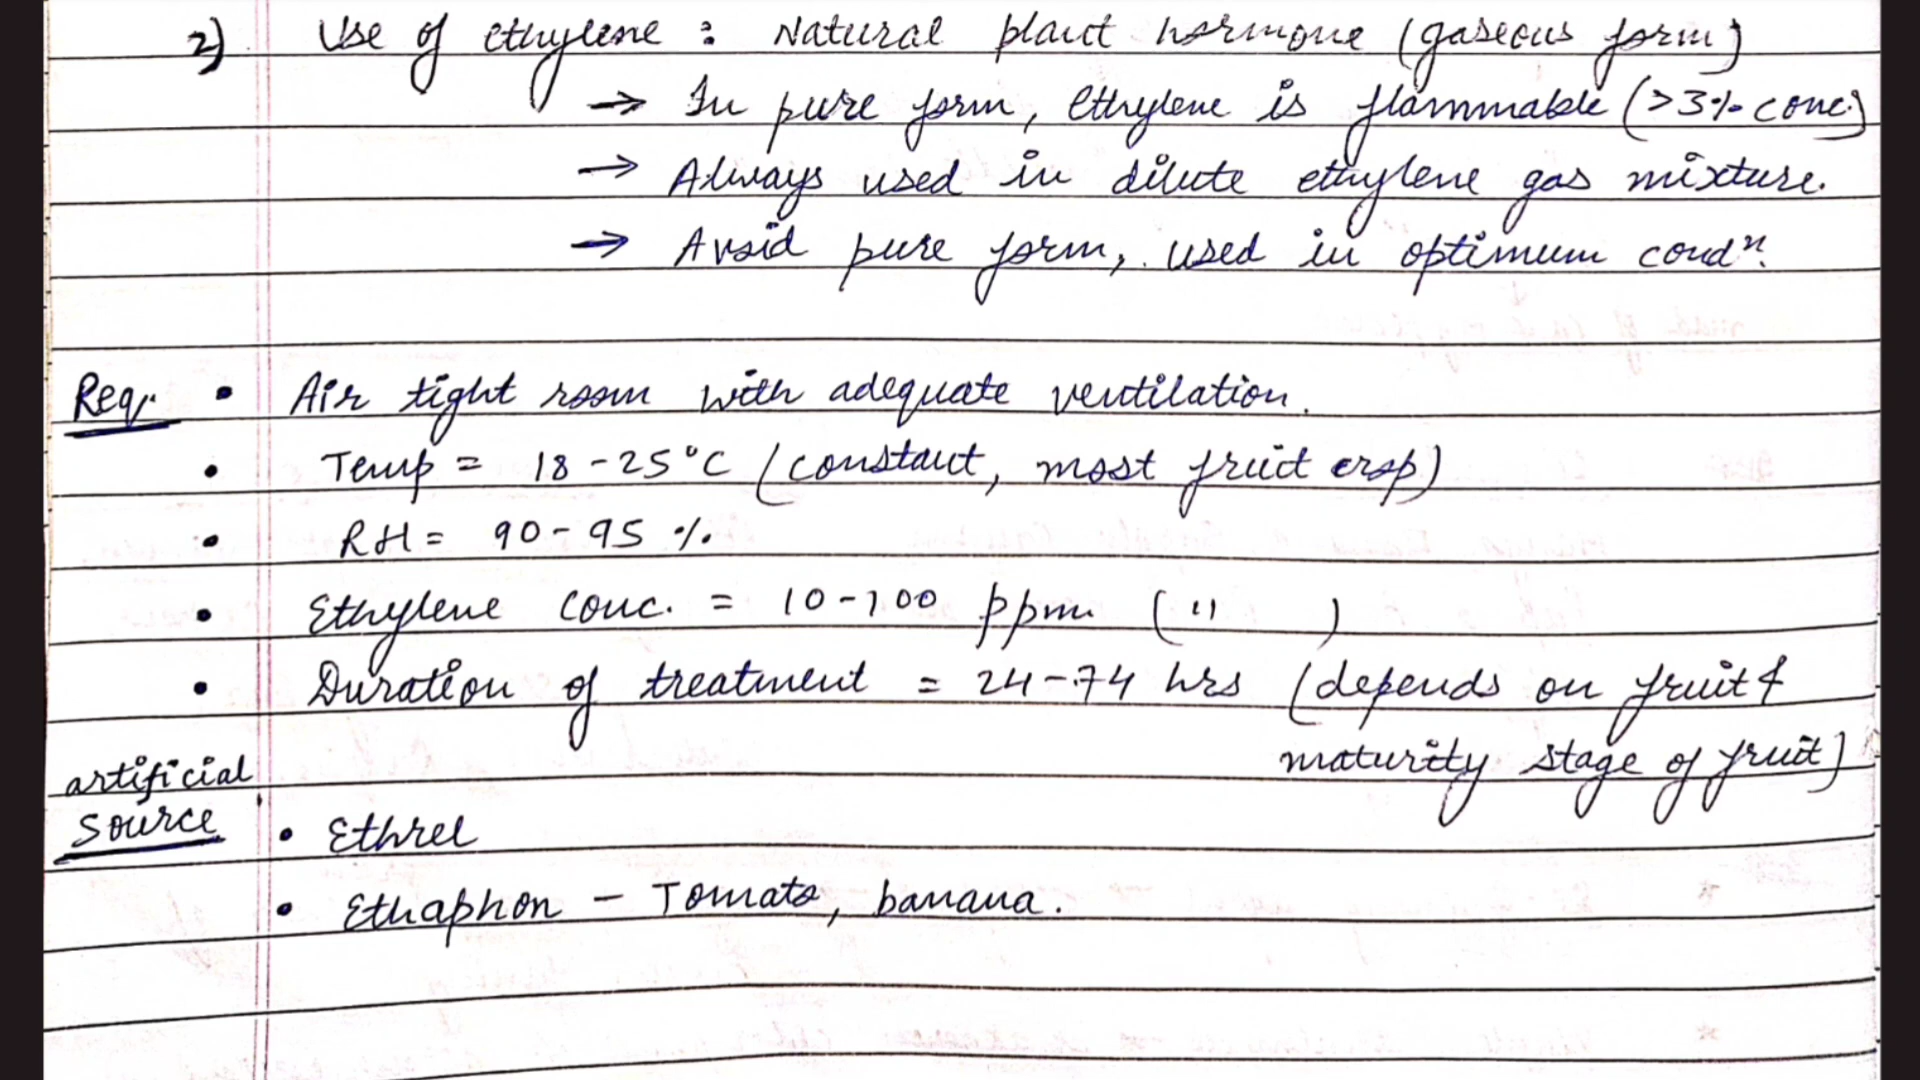 2) Use of ethylene : Natural plant hormone (gaseous form)
→ In pure form, Ethylene is flammable (>3% conc.)
→ Always used in dilute ethylene gas mixture.
→ Avoid pure form, used in optimum condⁿ.
Req. • Air tight room with adequate ventilation.
• Temp = 18-25°C (constant, most fruit crop)
• RH = 90-95 %.
• Ethylene conc. = 10-100 ppm ( '' )
• Duration of treatment = 24-74 hrs (depends on fruit &
maturity stage of fruit)
artificial
source • Ethrel
• Ethaphon - Tomato, banana.